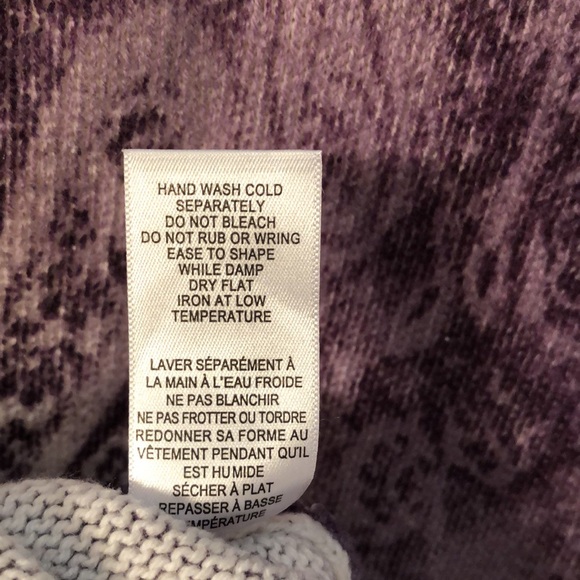 HAND WASH COLD
SEPARATELY
DO NOT BLEACH
DO NOT RUB OR WRING
EASE TO SHAPE
WHILE DAMP
DRY FLAT
IRON AT LOW
TEMPERATURE
LAVER SÉPARÉMENT À
LA MAIN À L'EAU FROIDE
NE PAS BLANCHIR
NE PAS FROTTER OU TORDRE
REDONNER SA FORME AU
VÊTEMENT PENDANT QU'IL
EST HUMIDE
SÉCHER À PLAT
REPASSER À BASSE
TEMPÉRATURE